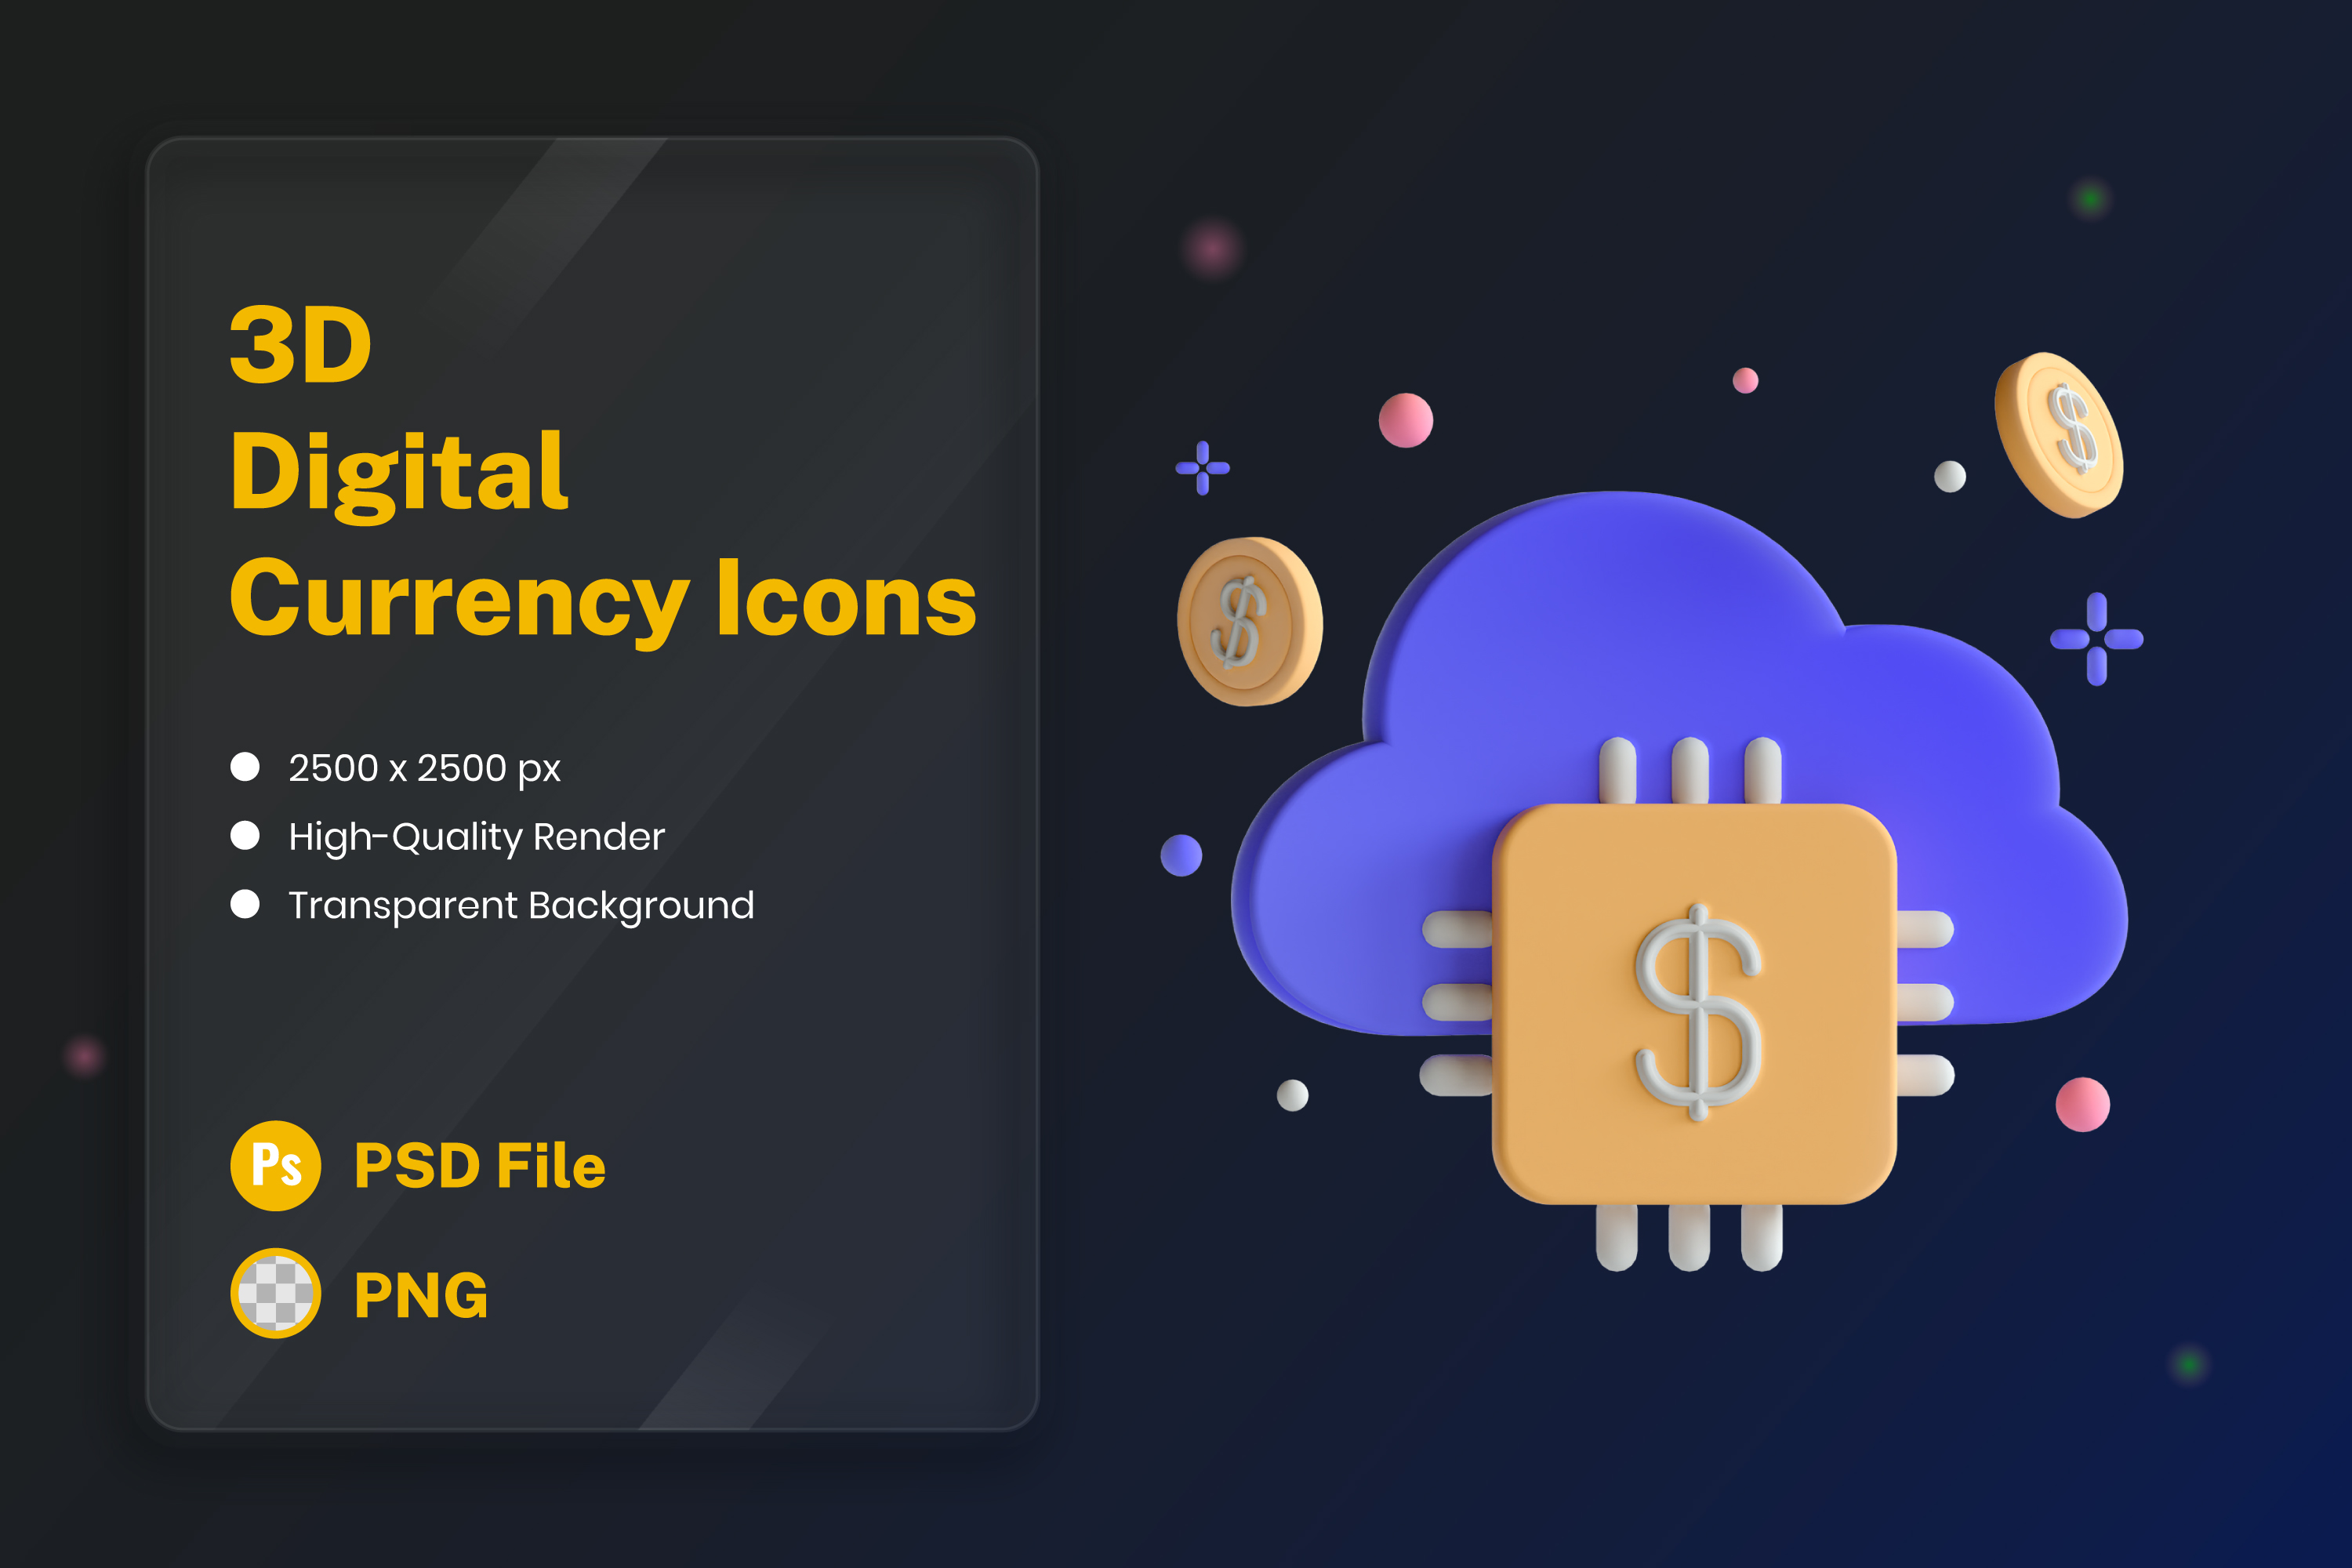 3D
Digital
Currency Icons
2500 x 2500 px
High-Quality Render
Transparent Background
Ps PSD File
PNG
$
$
$